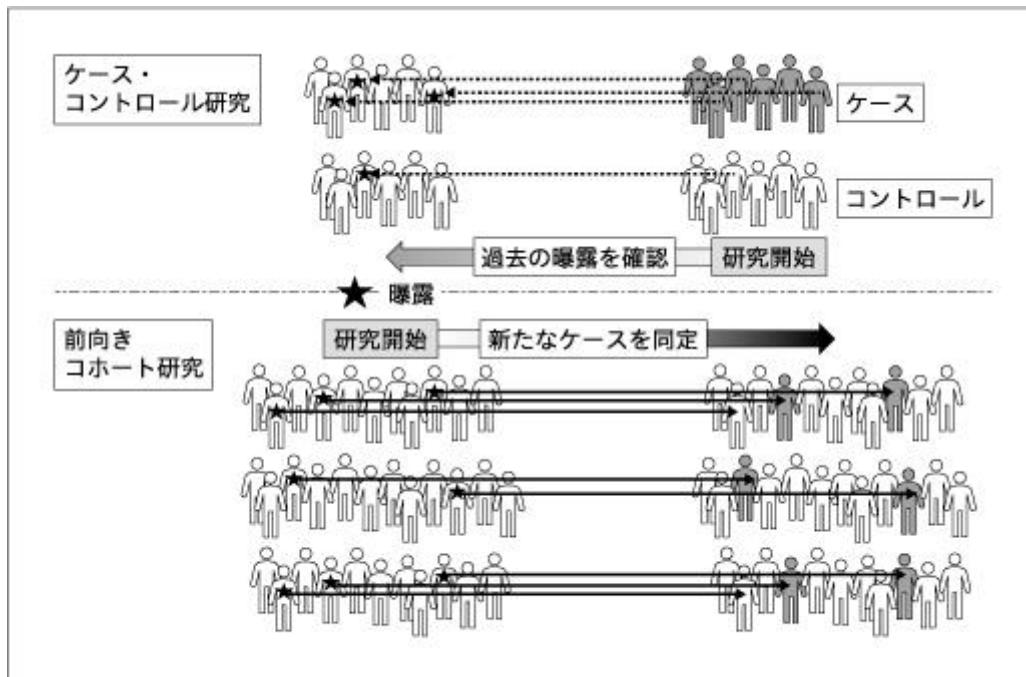 ケース・
コントロール研究
ケース
コントロール
過去の曝露を確認
研究開始
曝露
前向き
コホート研究
研究開始
新たなケースを同定